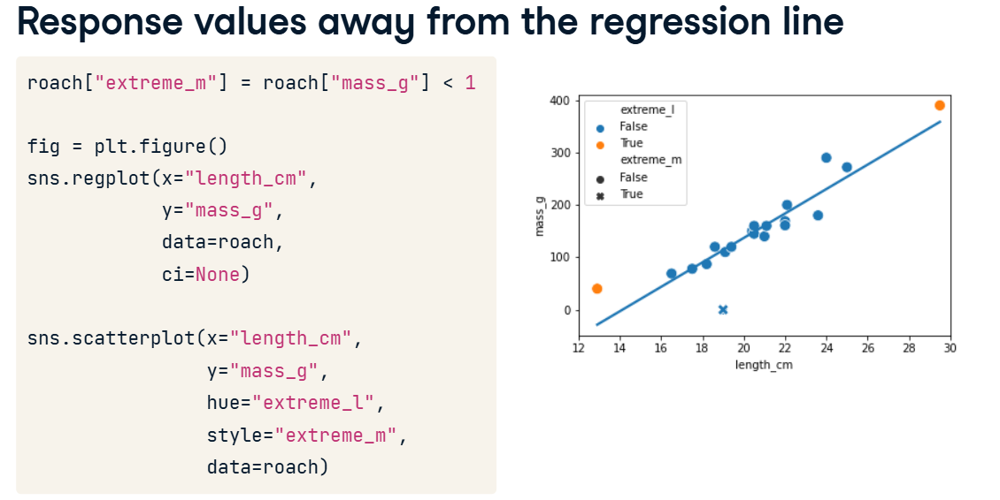 Response values away from the regression line
roach["extreme_m"] = roach["mass_g"] < 1
fig = plt.figure()
sns.regplot(x="length_cm",
y="mass_g",
data=roach,
ci=None)
sns.scatterplot(x="length_cm",
y="mass_g",
hue="extreme_l",
style="extreme_m",
data=roach)
extreme_l
False
True
extreme_m
False
True
400
300
200
100
0
mass_g
12 14 16 18 20 22 24 26 28 30
length_cm